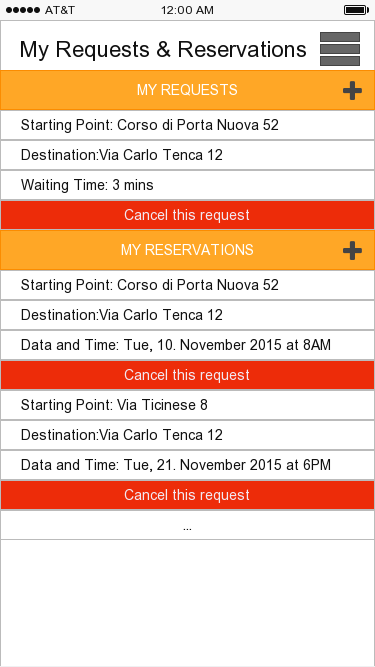 AT&T 12:00 AM
My Requests & Reservations
MY REQUESTS
Starting Point: Corso di Porta Nuova 52
Destination:Via Carlo Tenca 12
Waiting Time: 3 mins
Cancel this request
MY RESERVATIONS
Starting Point: Corso di Porta Nuova 52
Destination:Via Carlo Tenca 12
Data and Time: Tue, 10. November 2015 at 8AM
Cancel this request
Starting Point: Via Ticinese 8
Destination:Via Carlo Tenca 12
Data and Time: Tue, 21. November 2015 at 6PM
Cancel this request
...